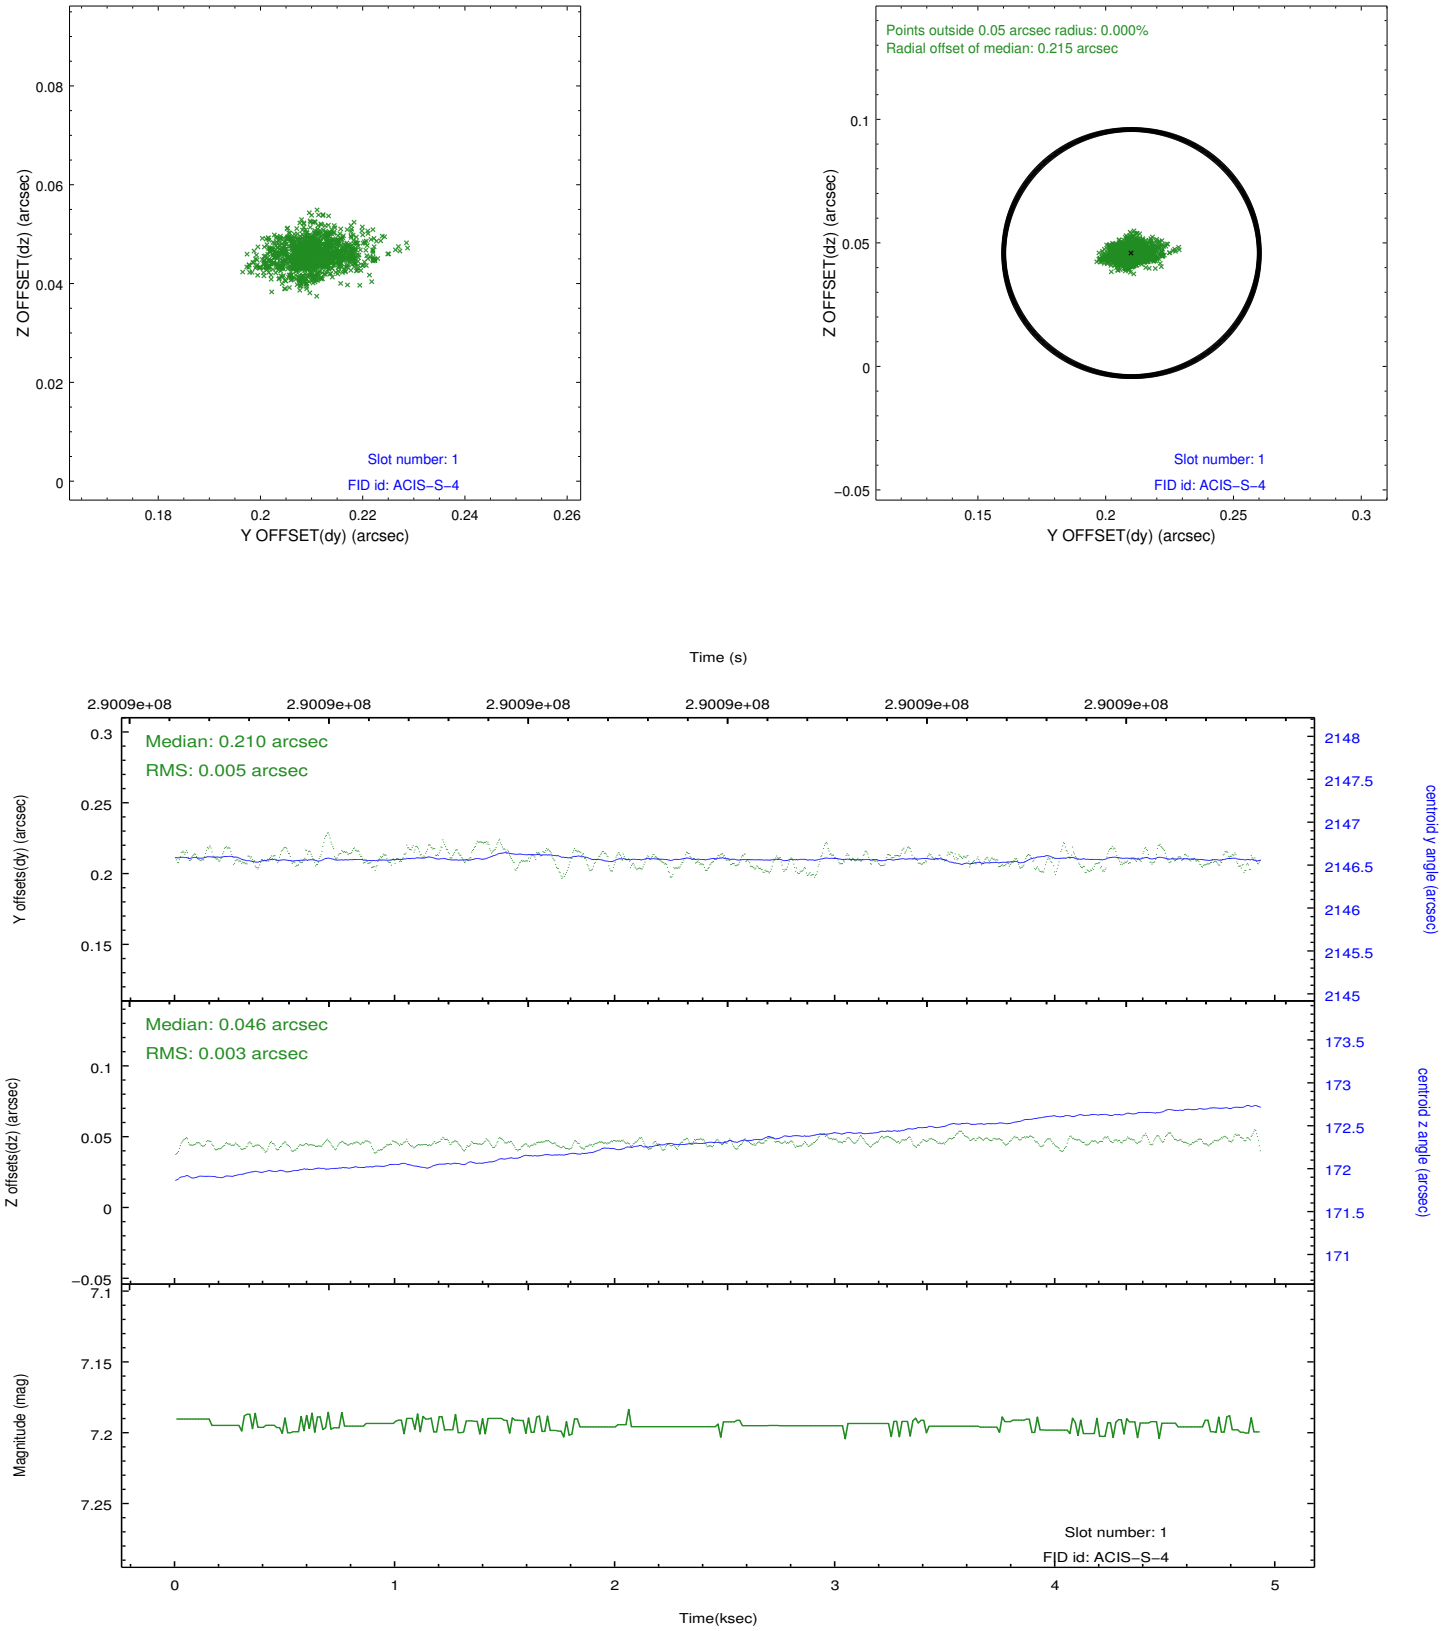 0.08
0.06
0.04
0.02
0
Z OFFSET(dz) (arcsec)
Slot number: 1
FID id: ACIS−S−4
0.18 0.2 0.22 0.24 0.26
Y OFFSET(dy) (arcsec)
Points outside 0.05 arcsec radius: 0.000%
Radial offset of median: 0.215 arcsec
0.1
0.05
0
−0.05
Z OFFSET(dz) (arcsec)
Slot number: 1
FID id: ACIS−S−4
0.15 0.2 0.25 0.3
Y OFFSET(dy) (arcsec)
Time (s)
2.9009e+08 2.9009e+08 2.9009e+08 2.9009e+08 2.9009e+08 2.9009e+08
Median: 0.210 arcsec
RMS: 0.005 arcsec
0.3
0.25
0.2
0.15
Y offsets(dy) (arcsec)
2148
2147.5
2147
2146.5
2146
2145.5
2145
centroid y angle (arcsec)
Median: 0.046 arcsec
RMS: 0.003 arcsec
0.1
0.05
0
−0.05
Z offsets(dz) (arcsec)
173.5
173
172.5
172
171.5
171
centroid z angle (arcsec)
7.1
7.15
7.2
7.25
Magnitude (mag)
Slot number: 1
FID id: ACIS−S−4
0 1 2 3 4 5
Time(ksec)